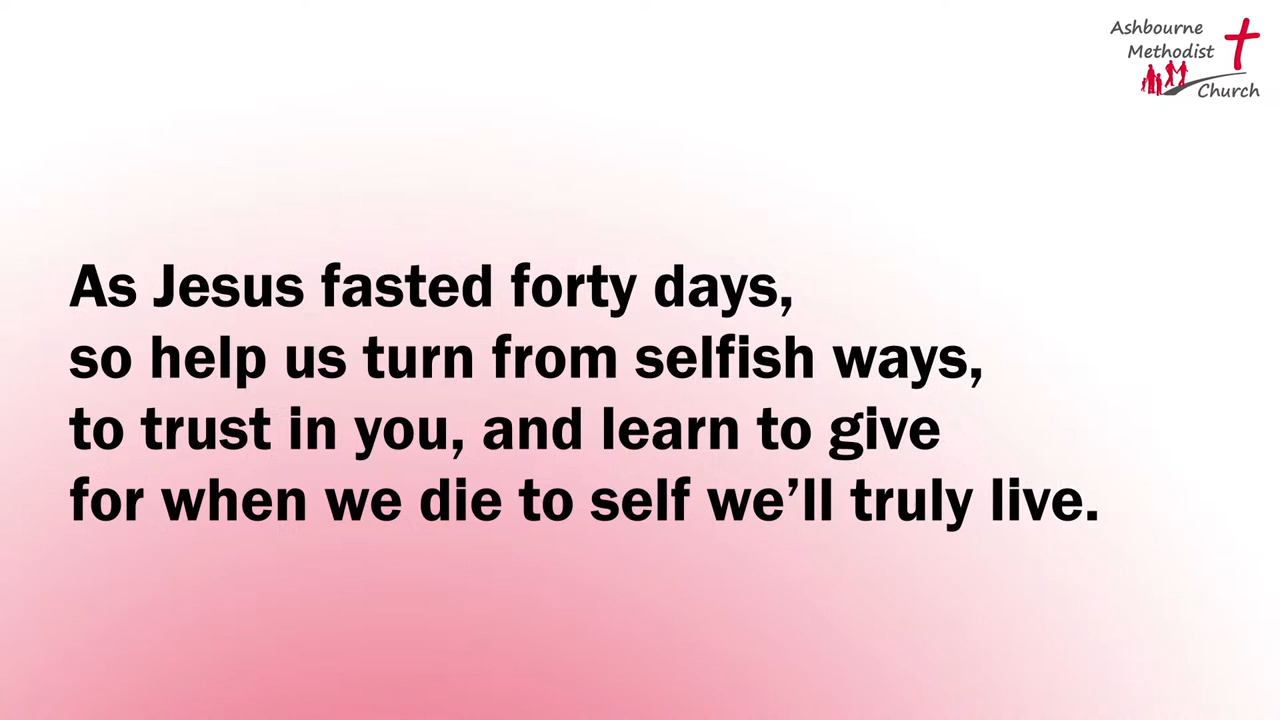 Ashbourne
Methodist
Church
As Jesus fasted forty days,
so help us turn from selfish ways,
to trust in you, and learn to give
for when we die to self we’ll truly live.